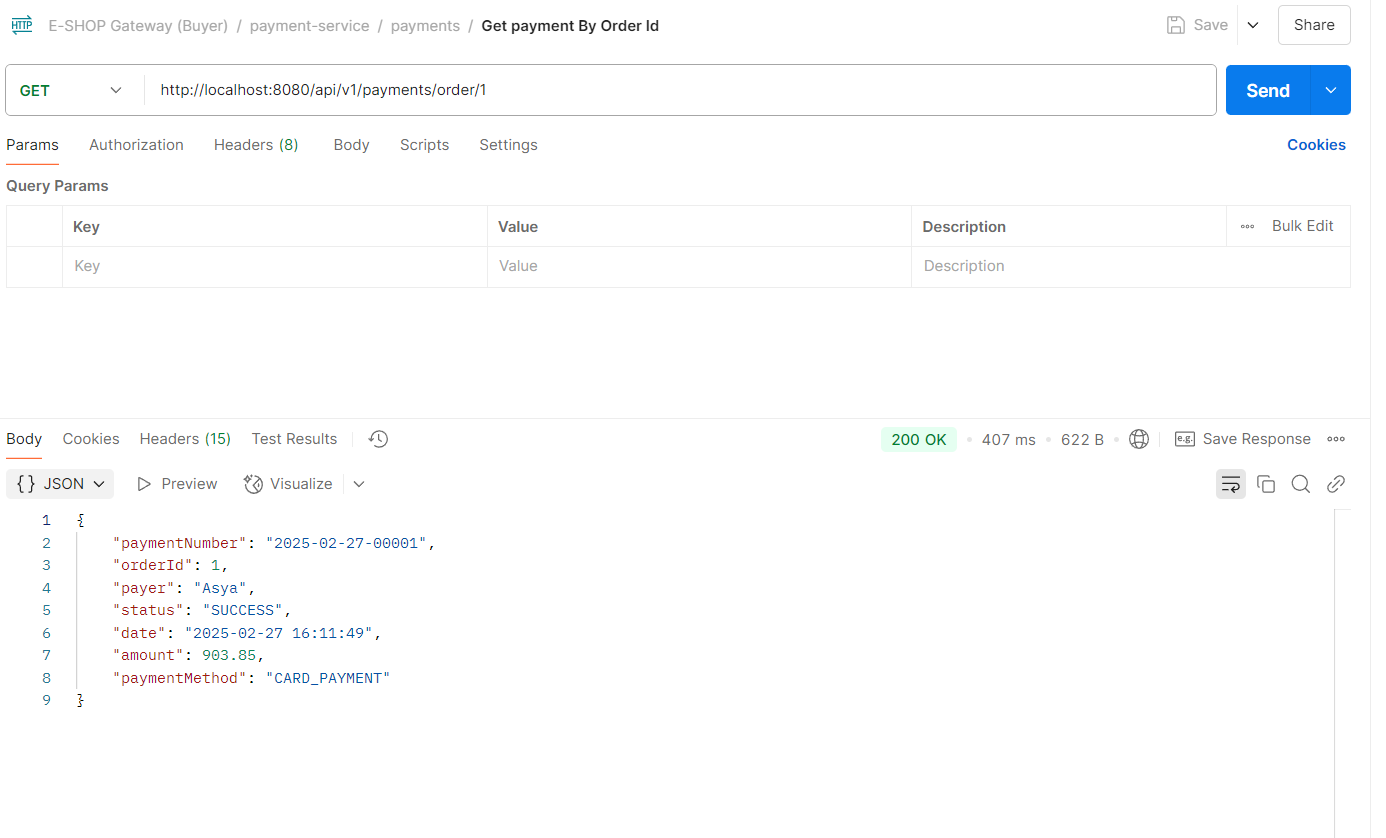 HTTP E-SHOP Gateway (Buyer) / payment-service / payments / Get payment By Order Id Save Share
GET http://localhost:8080/api/v1/payments/order/1 Send
Params Authorization Headers (8) Body Scripts Settings Cookies
Query Params
Key Value Description Bulk Edit
Key Value Description
Body Cookies Headers (15) Test Results 200 OK 407 ms 622 B e.g. Save Response
{} JSON Preview Visualize
1 {
2 "paymentNumber": "2025-02-27-00001",
3 "orderId": 1,
4 "payer": "Asya",
5 "status": "SUCCESS",
6 "date": "2025-02-27 16:11:49",
7 "amount": 903.85,
8 "paymentMethod": "CARD_PAYMENT"
9 }